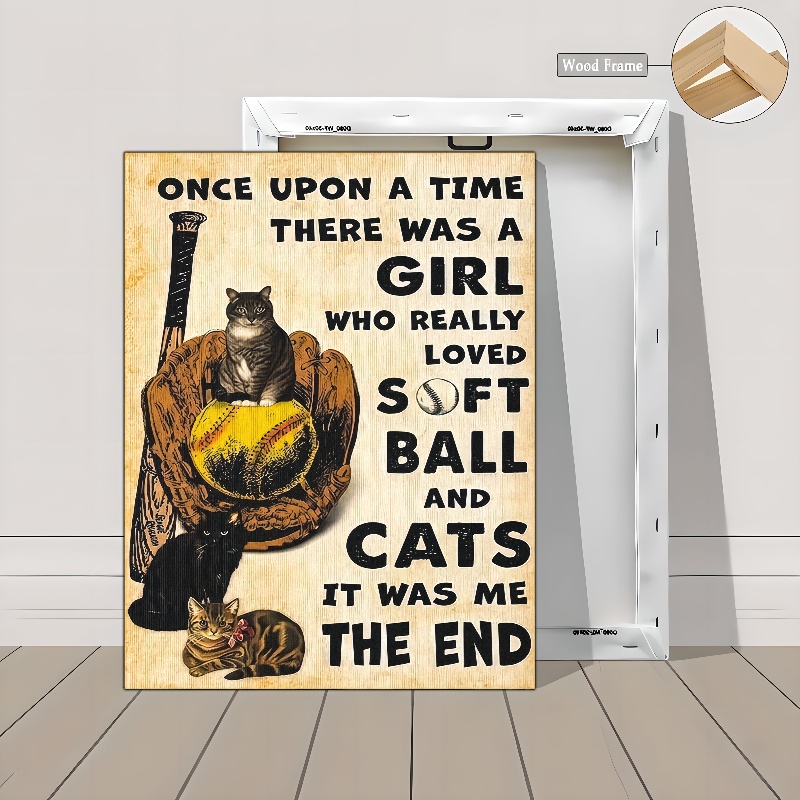 Wood Frame
ONCE UPON A TIME
THERE WAS A
GIRL
WHO REALLY
LOVED
SOFT
BALL
AND
CATS
IT WAS ME
THE END